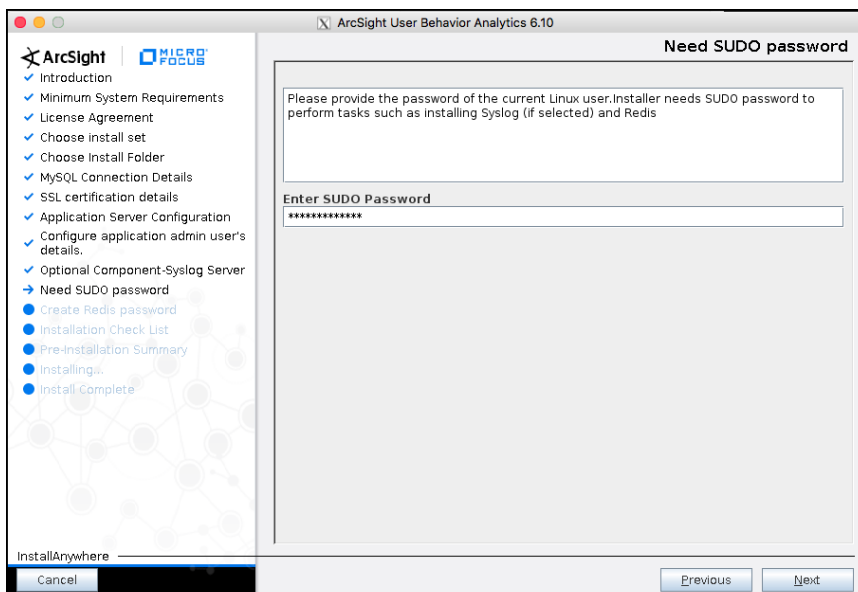 ArcSight User Behavior Analytics 6.10
Need SUDO password
ArcSight
MICRO
FOCUS
Introduction
Minimum System Requirements
License Agreement
Choose install set
Choose Install Folder
MySQL Connection Details
SSL certification details
Application Server Configuration
Configure application admin user's
details.
Optional Component-Syslog Server
Need SUDO password
Create Redis password
Installation Check List
Pre-Installation Summary
Installing...
Install Complete
Please provide the password of the current Linux user.Installer needs SUDO password to
perform tasks such as installing Syslog (if selected) and Redis
Enter SUDO Password
*************
InstallAnywhere
Cancel
Previous
Next